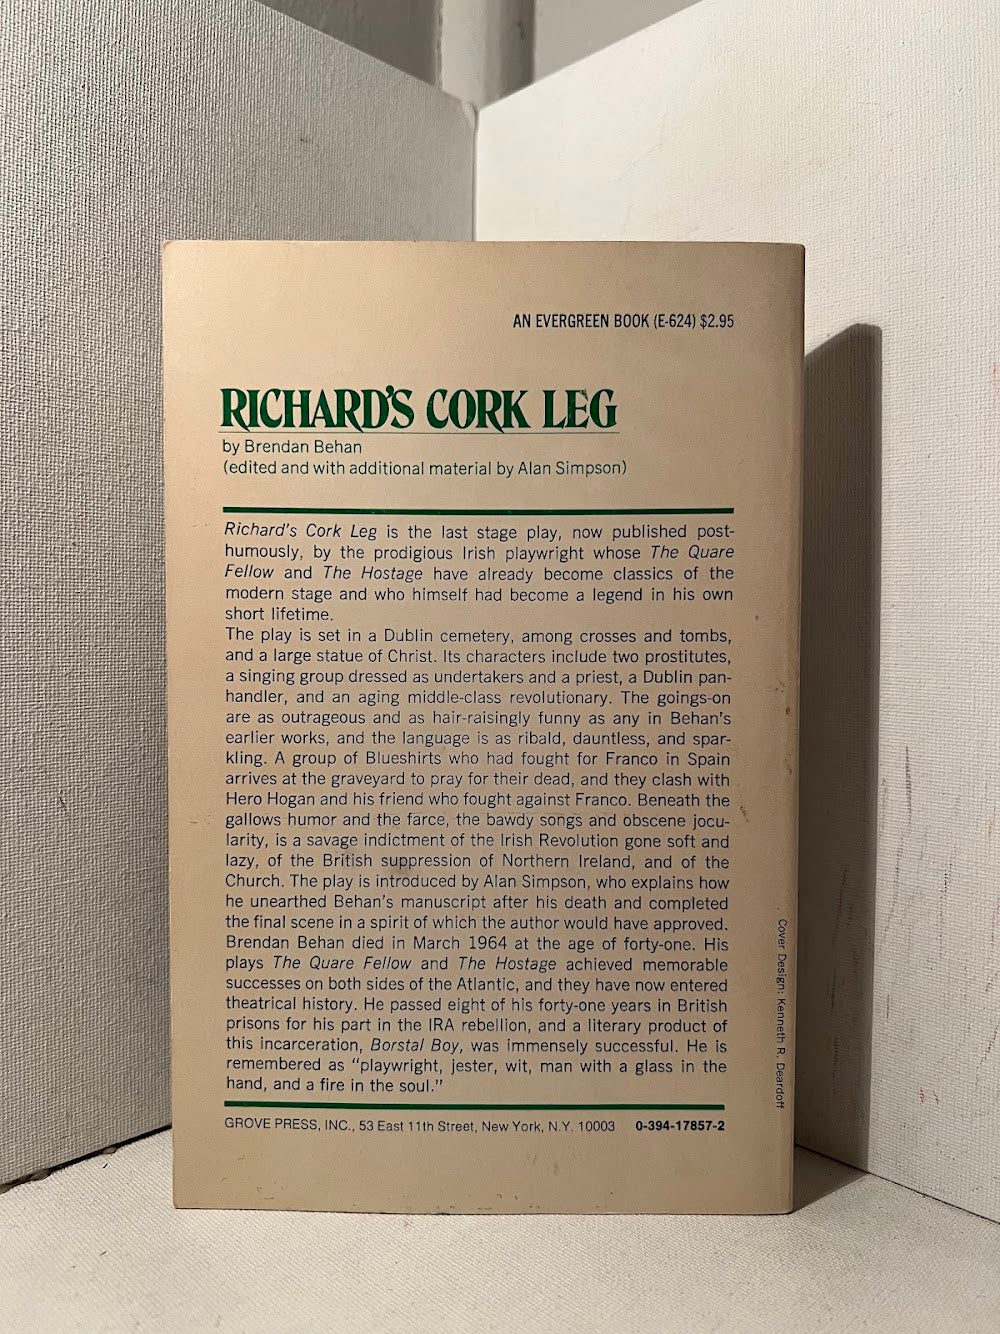 AN EVERGREEN BOOK (E-624) $2.95
RICHARD'S CORK LEG
by Brendan Behan
(edited and with additional material by Alan Simpson)
Richard's Cork Leg is the last stage play, now published post-
humously, by the prodigious Irish playwright whose The Quare
Fellow and The Hostage have already become classics of the
modern stage and who himself had become a legend in his own
short lifetime.
The play is set in a Dublin cemetery, among crosses and tombs,
and a large statue of Christ. Its characters include two prostitutes,
a singing group dressed as undertakers and a priest, a Dublin pan-
handler, and an aging middle-class revolutionary. The goings-on
are as outrageous and as hair-raisingly funny as any in Behan's
earlier works, and the language is as ribald, dauntless, and spar-
kling. A group of Blueshirts who had fought for Franco in Spain
arrives at the graveyard to pray for their dead, and they clash with
Hero Hogan and his friend who fought against Franco. Beneath the
gallows humor and the farce, the bawdy songs and obscene jocu-
larity, is a savage indictment of the Irish Revolution gone soft and
lazy, of the British suppression of Northern Ireland, and of the
Church. The play is introduced by Alan Simpson, who explains how
he unearthed Behan's manuscript after his death and completed
the final scene in a spirit of which the author would have approved.
Brendan Behan died in March 1964 at the age of forty-one. His
plays The Quare Fellow and The Hostage achieved memorable
successes on both sides of the Atlantic, and they have now entered
theatrical history. He passed eight of his forty-one years in British
prisons for his part in the IRA rebellion, and a literary product of
this incarceration, Borstal Boy, was immensely successful. He is
remembered as "playwright, jester, wit, man with a glass in the
hand, and a fire in the soul."
GROVE PRESS, INC., 53 East 11th Street, New York, N.Y. 10003 0-394-17857-2
Cover Design: Kenneth R. Deardoff